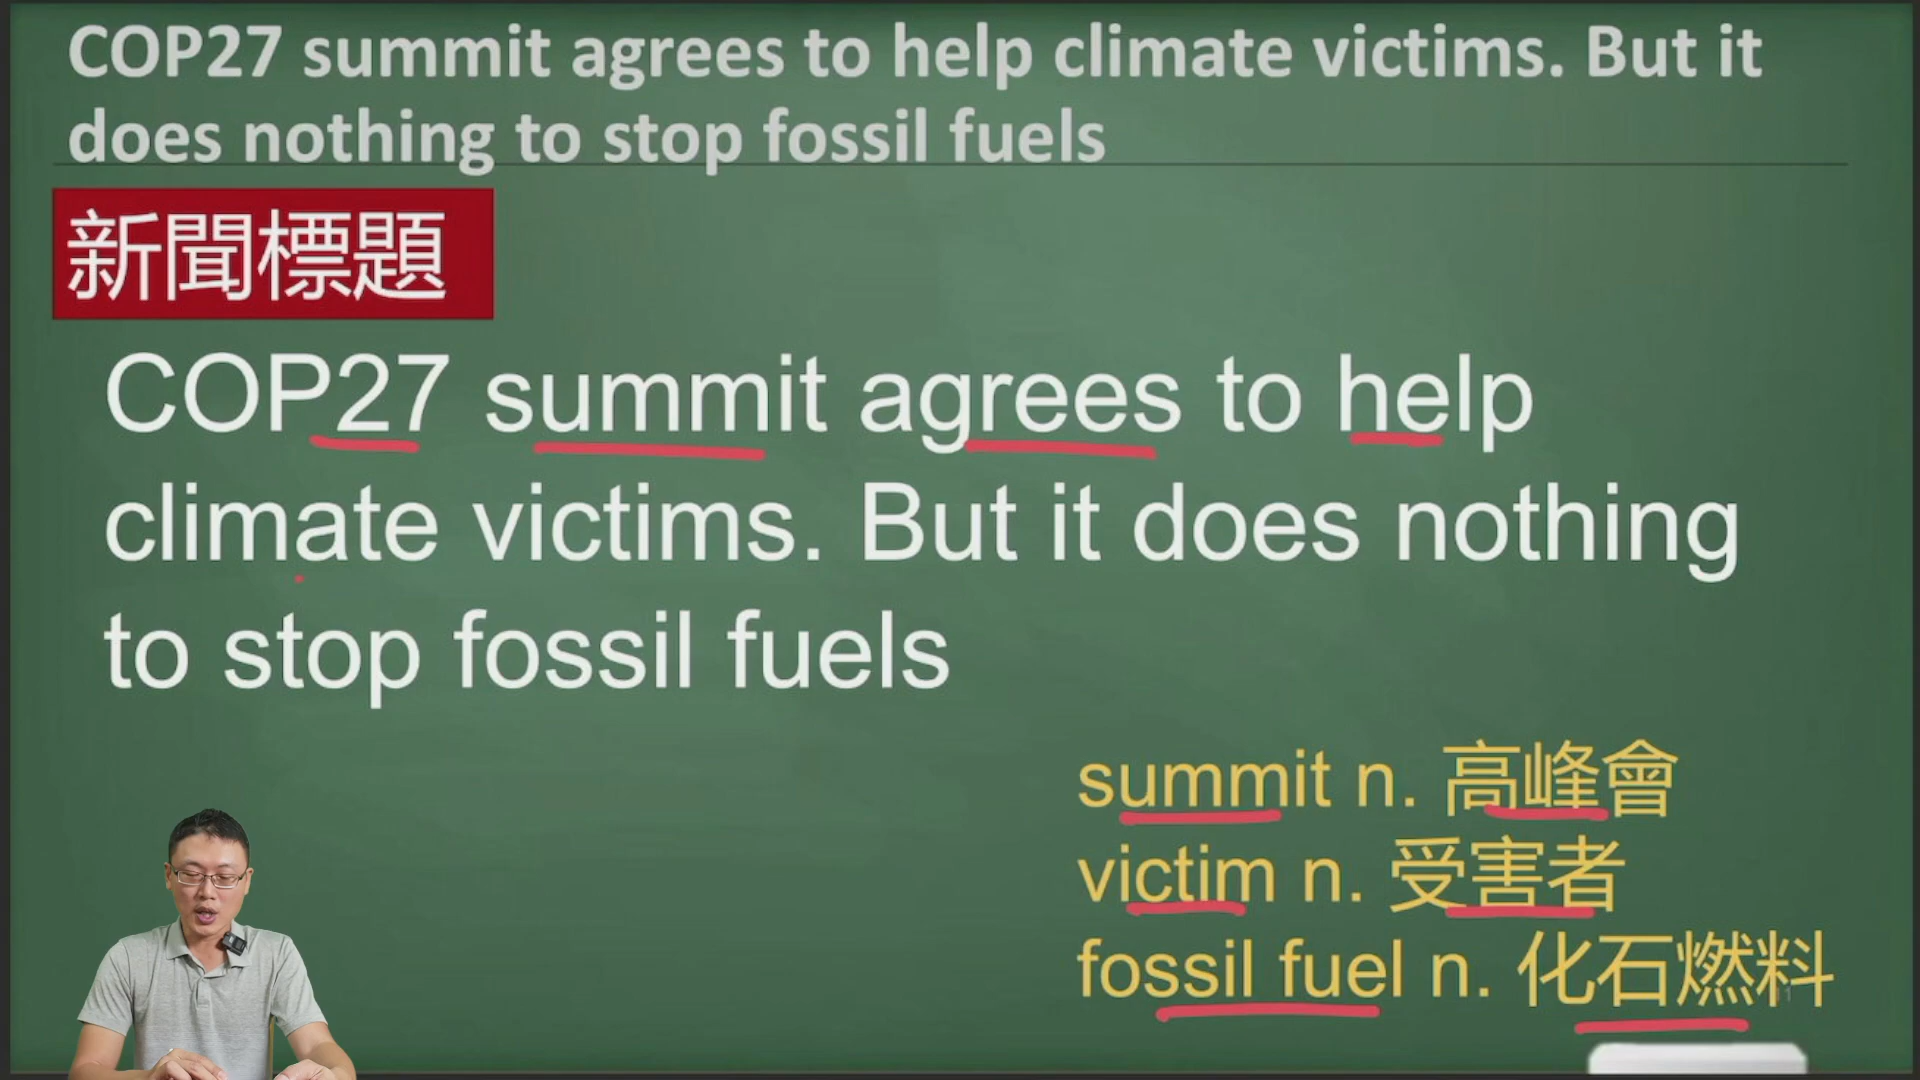 COP27 summit agrees to help climate victims. But it
does nothing to stop fossil fuels
新聞標題
COP27 summit agrees to help
climate victims. But it does nothing
to stop fossil fuels
summit n. 高峰會
victim n. 受害者
fossil fuel n. 化石燃料
11